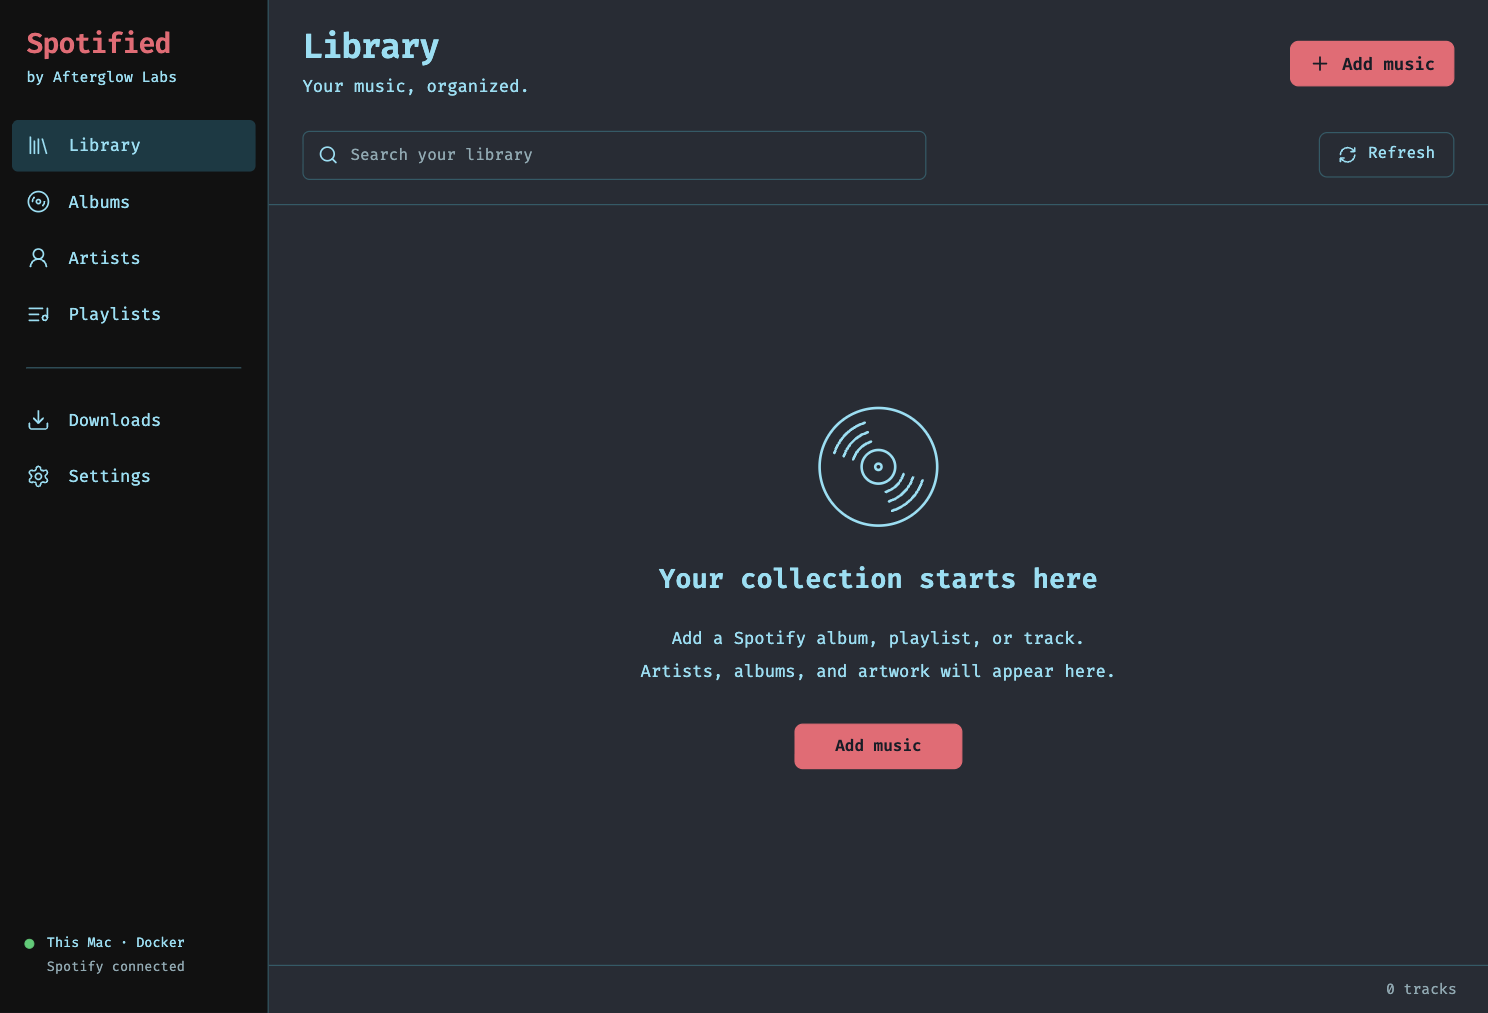 Spotified
by Afterglow Labs
Library
Albums
Artists
Playlists
Downloads
Settings
This Mac · Docker
Spotify connected
Library
Your music, organized.
Add music
Search your library
Refresh
Your collection starts here
Add a Spotify album, playlist, or track.
Artists, albums, and artwork will appear here.
Add music
0 tracks